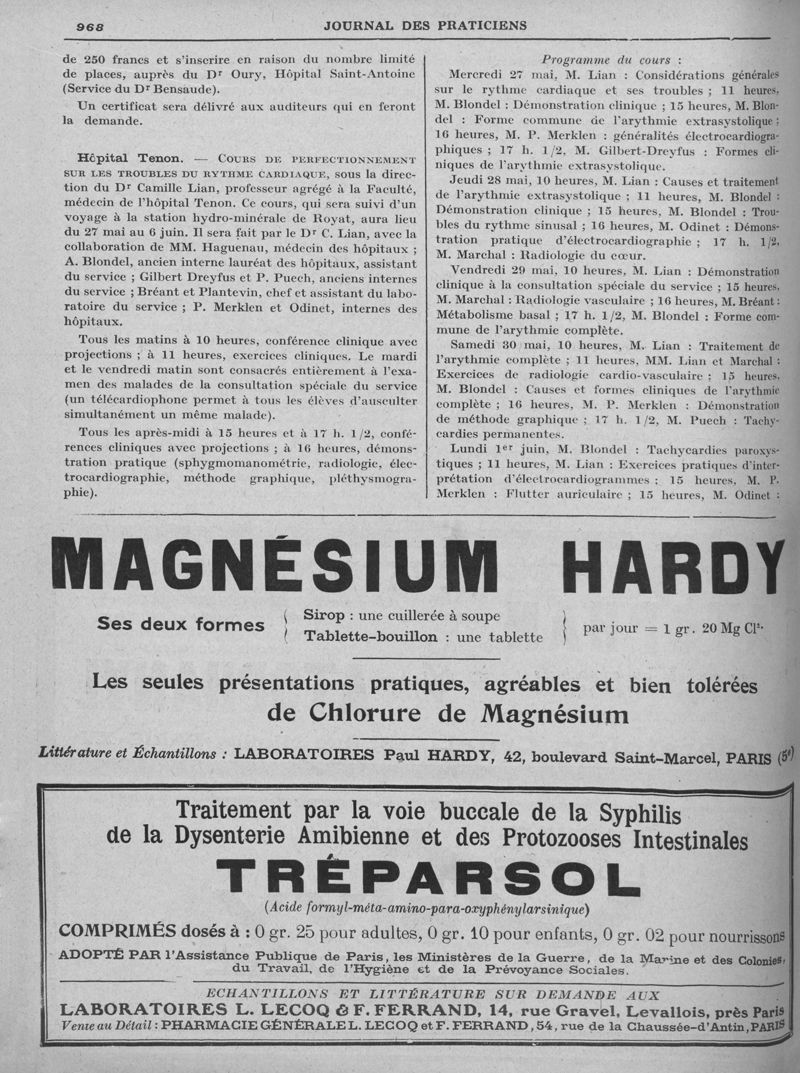 968
JOURNAL DES PRATICIENS
de 250 francs et s'inscrire en raison du nombre limité
de places, auprès du Dr Oury, Hôpital Saint-Antoine
(Service du Dr Bensaude).
Un certificat sera délivré aux auditeurs qui en feront
la demande.
Hôpital Tenon. — COURS DE PERFECTIONNEMENT
SUR LES TROUBLES DU RYTHME CARDIAQUE, sous la direc-
tion du Dr Camille Lian, professeur agrégé à la Faculté,
médecin de l'hôpital Tenon. Ce cours, qui sera suivi d'un
voyage à la station hydro-minérale de Royat, aura lieu
du 27 mai au 6 juin. Il sera fait par le Dr C. Lian, avec la
collaboration de MM. Haguenau, médecin des hôpitaux ;
A. Blondel, ancien interne lauréat des hôpitaux, assistant
du service ; Gilbert Dreyfus et P. Puech, anciens internes
du service ; Bréant et Plantevin, chef et assistant du labo-
ratoire du service ; P. Merklen et Odinet, internes des
hôpitaux.
Tous les matins à 10 heures, conférence clinique avec
projections ; à 11 heures, exercices cliniques. Le mardi
et le vendredi matin sont consacrés entièrement à l'exa-
men des malades de la consultation spéciale du service
(un télécardiophone permet à tous les élèves d'ausculter
simultanément un même malade).
Tous les après-midi à 15 heures et à 17 h. 1/2, confé-
rences cliniques avec projections ; à 16 heures, démons-
tration pratique (sphygmomanométrie, radiologie, élec-
trocardiographie, méthode graphique, pléthysmogra-
phie).
Programme du cours :
Mercredi 27 mai, M. Lian : Considérations générales
sur le rythme cardiaque et ses troubles ; 11 heures,
M. Blondel : Démonstration clinique ; 15 heures, M. Blon-
del : Forme commune de l'arythmie extrasystolique ;
16 heures, M. P. Merklen : généralités électrocardiogra-
phiques ; 17 h. 1/2, M. Gilbert-Dreyfus : Formes cli-
niques de l'arythmie extrasystolique.
Jeudi 28 mai, 10 heures, M. Lian : Causes et traitement
de l'arythmie extrasystolique ; 11 heures, M. Blondel :
Démonstration clinique ; 15 heures, M. Blondel : Trou-
bles du rythme sinusal ; 16 heures, M. Odinet : Démons-
tration pratique d'électrocardiographie ; 17 h. 1/2,
M. Marchal : Radiologie du cœur.
Vendredi 29 mai, 10 heures, M. Lian : Démonstration
clinique à la consultation spéciale du service ; 15 heures,
M. Marchal : Radiologie vasculaire ; 16 heures, M. Bréant :
Métabolisme basal ; 17 h. 1/2, M. Blondel : Forme com-
mune de l'arythmie complète.
Samedi 30 mai, 10 heures, M. Lian : Traitement de
l'arythmie complète ; 11 heures, MM. Lian et Marchal :
Exercices de radiologie cardio-vasculaire ; 15 heures,
M. Blondel : Causes et formes cliniques de l'arythmie
complète ; 16 heures, M. P. Merklen : Démonstration
de méthode graphique ; 17 h. 1/2, M. Puech : Tachy-
cardies permanentes.
Lundi 1er juin, M. Blondel : Tachycardies paroxys-
tiques ; 11 heures, M. Lian : Exercices pratiques d'inter-
prétation d'électrocardiogrammes ; 15 heures, M. P.
Merklen : Flutter auriculaire ; 15 heures, M. Odinet :
MAGNÉSIUM HARDY
Ses deux formes
Sirop : une cuillerée à soupe
Tablette-bouillon : une tablette
par jour = 1 gr. 20 Mg Cl².
Les seules présentations pratiques, agréables et bien tolérées
de Chlorure de Magnésium
Littérature et Échantillons : LABORATOIRES Paul HARDY, 42, boulevard Saint-Marcel, PARIS (5e)
Traitement par la voie buccale de la Syphilis
de la Dysenterie Amibienne et des Protozooses Intestinales
TRÉPARSOL
(Acide formyl-méta-amino-para-oxyphénylarsinique)
COMPRIMÉS dosés à : 0 gr. 25 pour adultes, 0 gr. 10 pour enfants, 0 gr. 02 pour nourrissons
ADOPTÉ PAR l'Assistance Publique de Paris, les Ministères de la Guerre, de la Marine et des Colonies,
du Travail, de l'Hygiène et de la Prévoyance Sociales.
ECHANTILLONS ET LITTÉRATURE SUR DEMANDE AUX
LABORATOIRES L. LECOQ & F. FERRAND, 14, rue Gravel, Levallois, près Paris
Vente au Détail : PHARMACIE GÉNÉRALE L. LECOQ et F. FERRAND, 54, rue de la Chaussée-d'Antin, PARIS